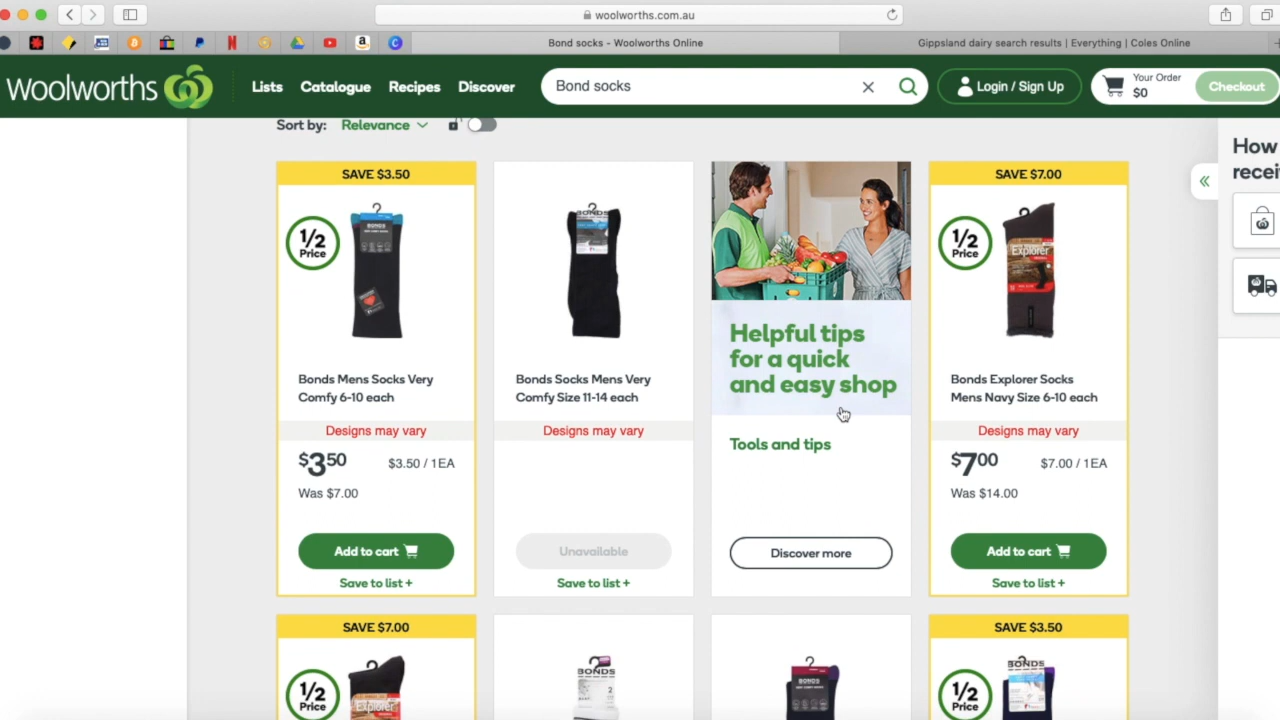 woolworths.com.au
Bond socks - Woolworths Online
Gippsland dairy search results | Everything | Coles Online
Woolworths
Lists
Catalogue
Recipes
Discover
Bond socks
Login / Sign Up
Your Order
$0
Checkout
Sort by:
Relevance
How
recei
SAVE $3.50
1/2
Price
BONDS
Bonds Mens Socks Very
Comfy 6-10 each
Designs may vary
$3.50
$3.50 / 1EA
Was $7.00
Add to cart
Save to list +
BONDS
Bonds Socks Mens Very
Comfy Size 11-14 each
Designs may vary
Unavailable
Save to list +
Helpful tips
for a quick
and easy shop
Tools and tips
Discover more
SAVE $7.00
1/2
Price
Explorer
Bonds Explorer Socks
Mens Navy Size 6-10 each
Designs may vary
$7.00
$7.00 / 1EA
Was $14.00
Add to cart
Save to list +
SAVE $7.00
1/2
Price
Explorer
BONDS
BONDS
SAVE $3.50
1/2
Price
BONDS